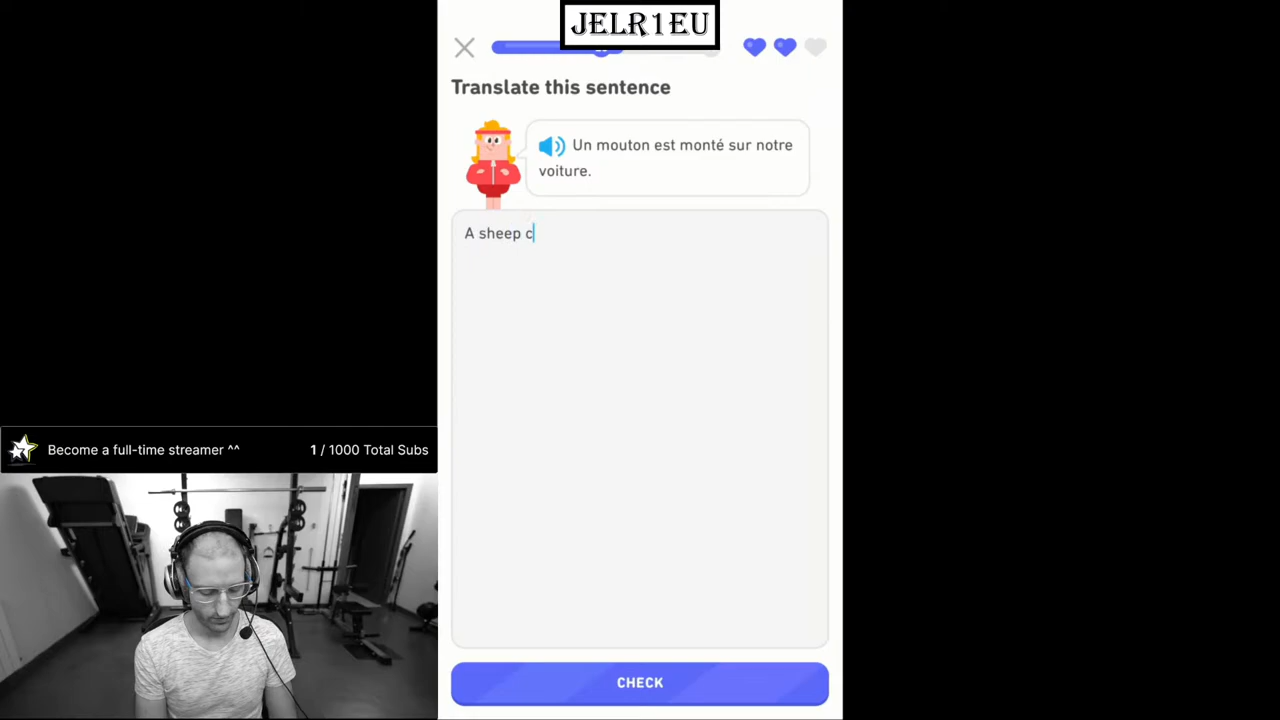 JELR1EU
Translate this sentence
Un mouton est monté sur notre
voiture.
A sheep c
Become a full-time streamer ^^ 1 / 1000 Total Subs
CHECK